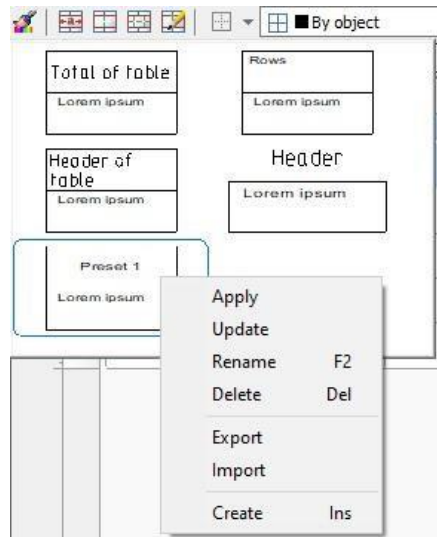 By object
Total of table
Lorem ipsum
Rows
Lorem ipsum
Header of
table
Lorem ipsum
Header
Lorem ipsum
Preset 1
Lorem ipsum
Apply
Update
Rename F2
Delete Del
Export
Import
Create Ins